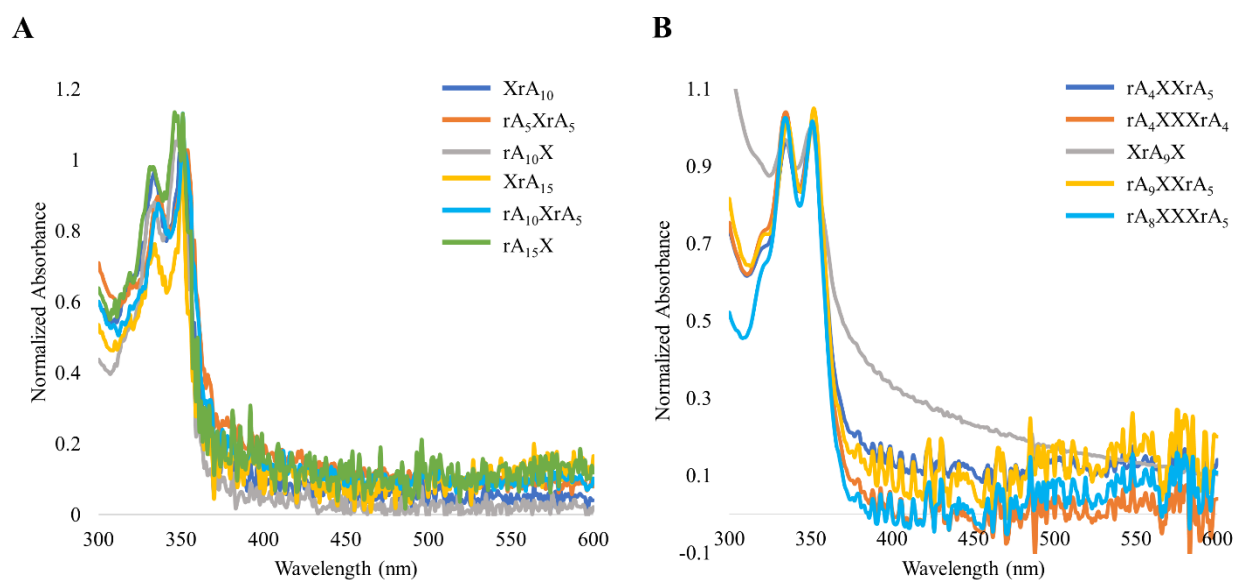 A
Normalized Absorbance
1.2
1
0.8
0.6
0.4
0.2
0
300
350
400
450
500
550
600
Wavelength (nm)
XrA₁₀
rA₅XrA₅
rA₁₀X
XrA₁₅
rA₁₀XrA₅
rA₁₅X
B
Normalized Absorbance
1.1
0.9
0.7
0.5
0.3
0.1
-0.1
300
350
400
450
500
550
600
Wavelength (nm)
rA₄XXrA₅
rA₄XXXrA₄
XrA₉X
rA₉XXrA₅
rA₈XXXrA₅